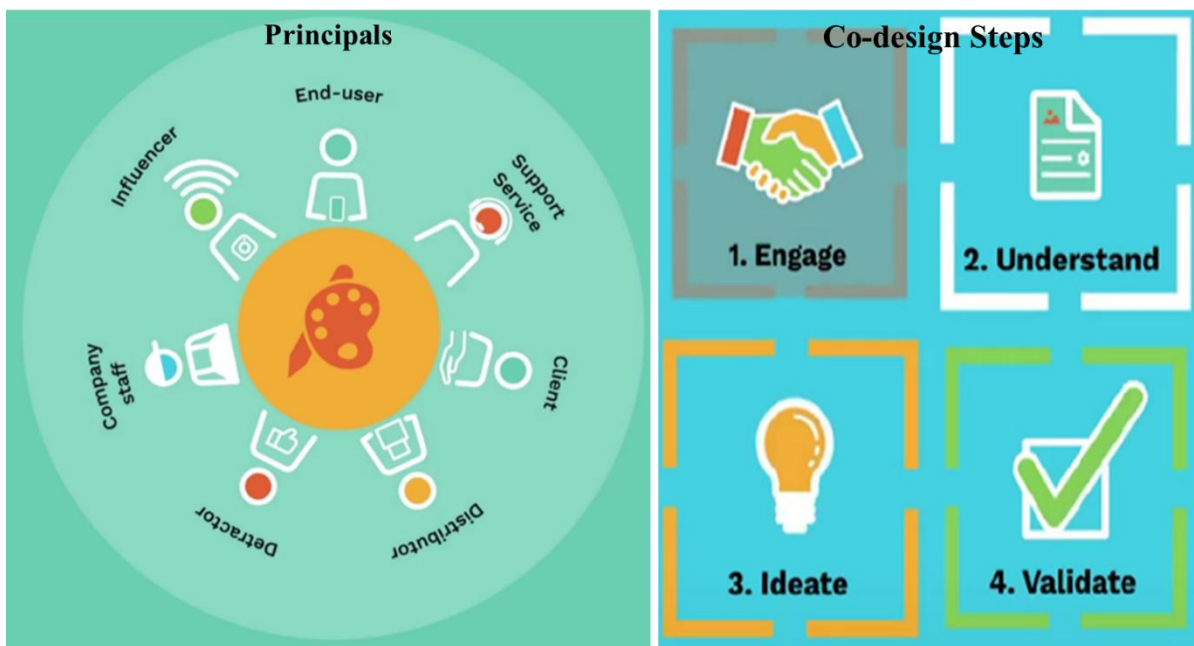 Principals
End-user
Support
Service
Client
Distributor
Detractor
Company
staff
Influencer
Co-design Steps
1. Engage
2. Understand
3. Ideate
4. Validate